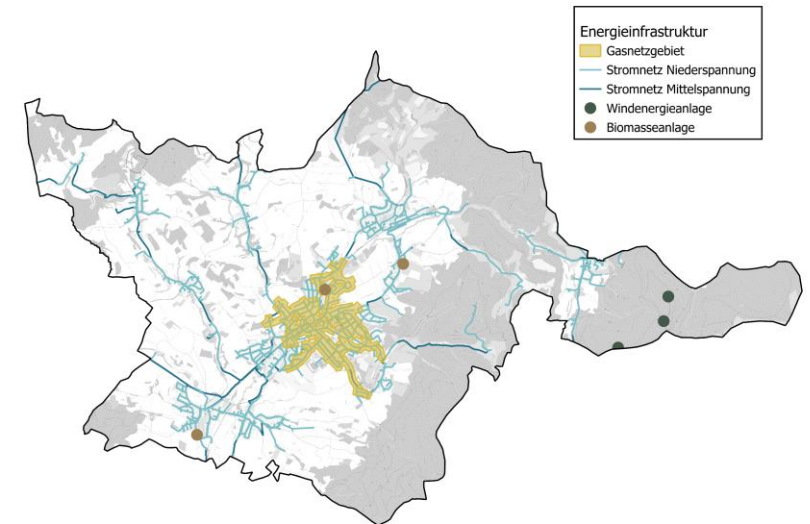 Energieinfrastruktur
Gasnetzgebiet
Stromnetz Niederspannung
Stromnetz Mittelspannung
Windenergieanlage
Biomasseanlage